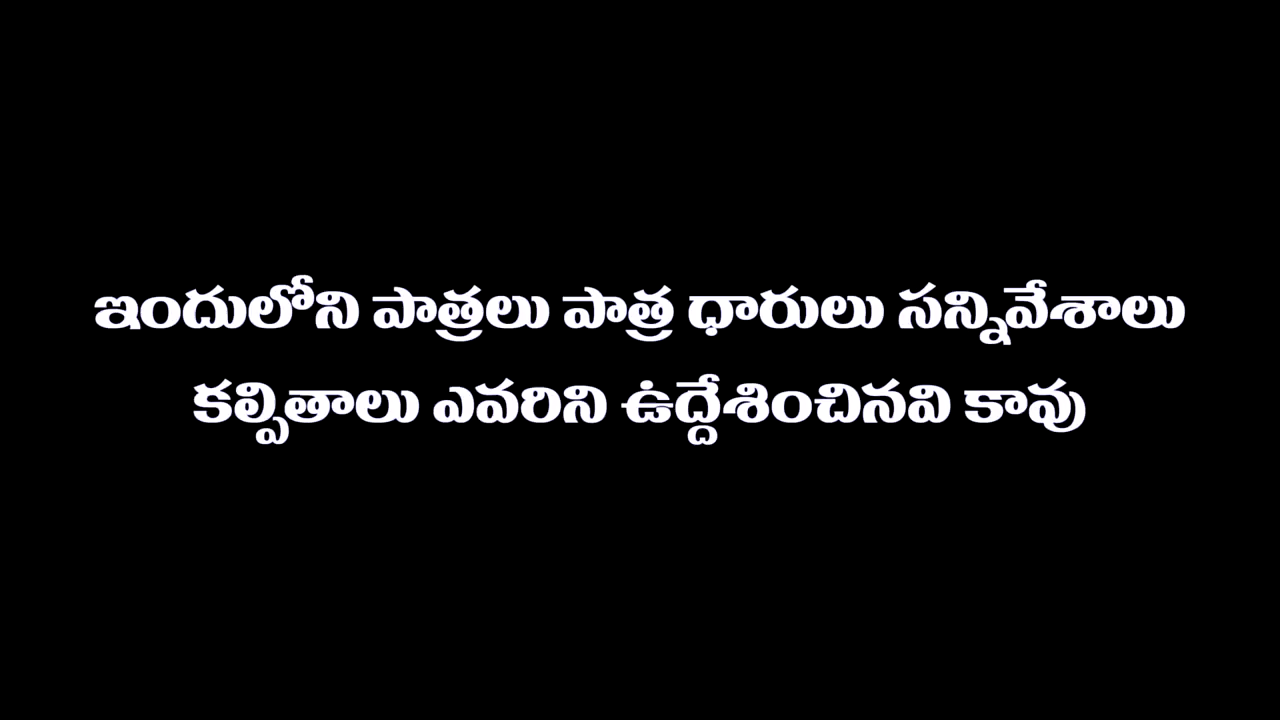 ఇందులోని పాత్రలు పాత్ర ధారులు సన్నివేశాలు
కల్పితాలు ఎవరిని ఉద్దేశించినవి కావు